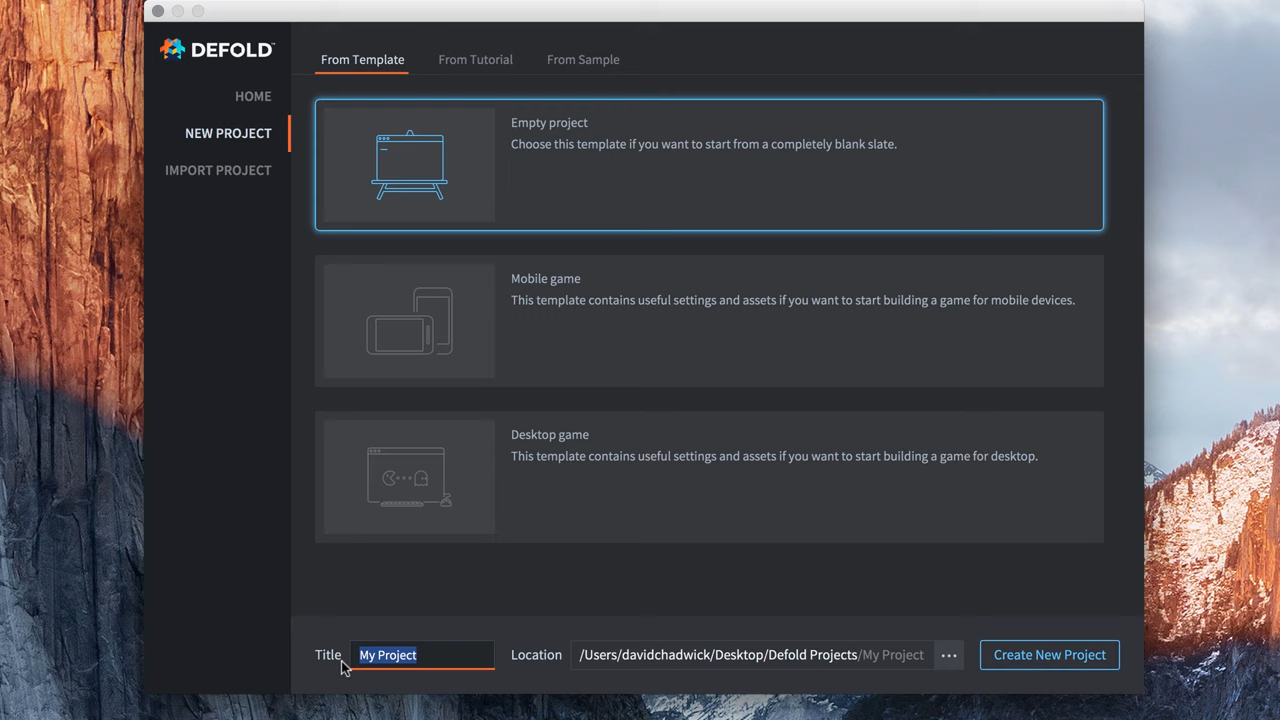 DEFOLD™
HOME
NEW PROJECT
IMPORT PROJECT
From Template
From Tutorial
From Sample
Empty project
Choose this template if you want to start from a completely blank slate.
Mobile game
This template contains useful settings and assets if you want to start building a game for mobile devices.
Desktop game
This template contains useful settings and assets if you want to start building a game for desktop.
Title
My Project
Location
/Users/davidchadwick/Desktop/Defold Projects/My Project
•••
Create New Project